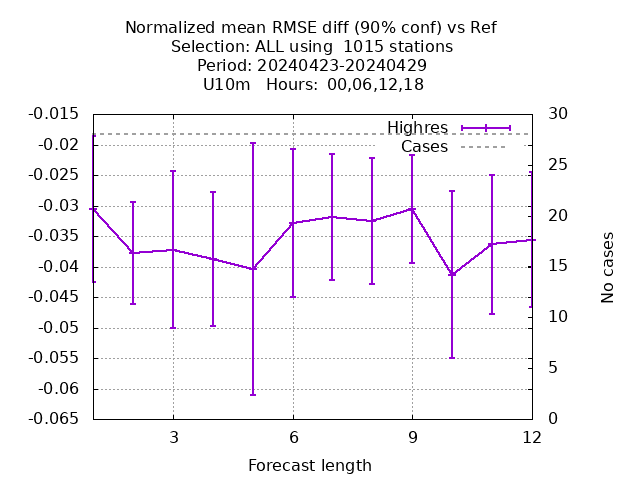 Normalized mean RMSE diff (90% conf) vs Ref
Selection: ALL using  1015 stations
Period: 20240423-20240429
U10m   Hours:  00,06,12,18
-0.015
-0.02
-0.025
-0.03
-0.035
-0.04
-0.045
-0.05
-0.055
-0.06
-0.065
Highres
Cases
30
25
20
15
10
5
0
No cases
3 6 9 12
Forecast length